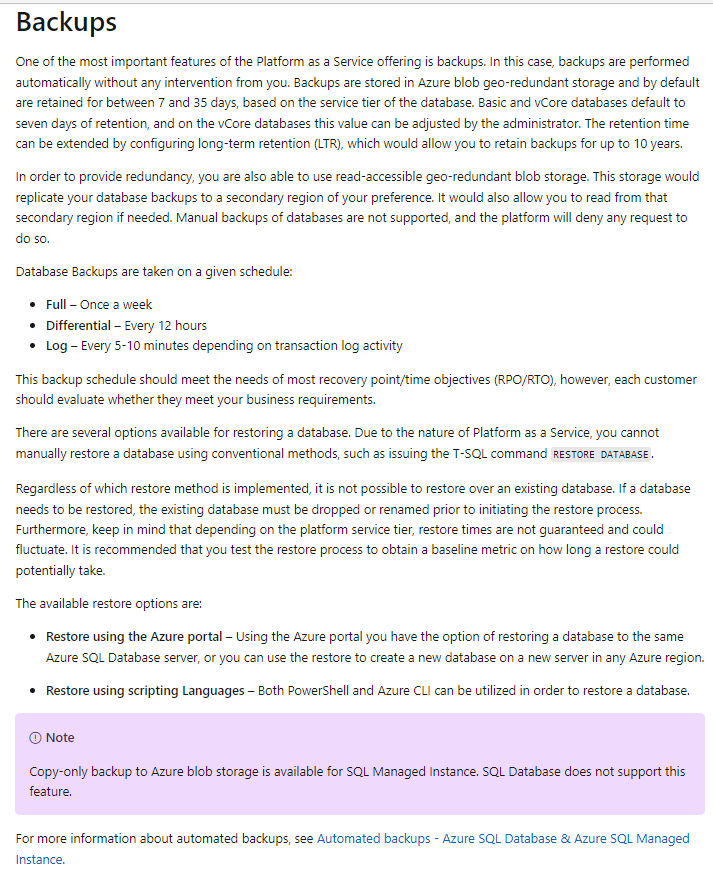 Backups
One of the most important features of the Platform as a Service offering is backups. In this case, backups are performed
automatically without any intervention from you. Backups are stored in Azure blob geo-redundant storage and by default
are retained for between 7 and 35 days, based on the service tier of the database. Basic and vCore databases default to
seven days of retention, and on the vCore databases this value can be adjusted by the administrator. The retention time
can be extended by configuring long-term retention (LTR), which would allow you to retain backups for up to 10 years.
In order to provide redundancy, you are also able to use read-accessible geo-redundant blob storage. This storage would
replicate your database backups to a secondary region of your preference. It would also allow you to read from that
secondary region if needed. Manual backups of databases are not supported, and the platform will deny any request to
do so.
Database Backups are taken on a given schedule:
• Full – Once a week
• Differential – Every 12 hours
• Log – Every 5-10 minutes depending on transaction log activity
This backup schedule should meet the needs of most recovery point/time objectives (RPO/RTO), however, each customer
should evaluate whether they meet your business requirements.
There are several options available for restoring a database. Due to the nature of Platform as a Service, you cannot
manually restore a database using conventional methods, such as issuing the T-SQL command RESTORE DATABASE.
Regardless of which restore method is implemented, it is not possible to restore over an existing database. If a database
needs to be restored, the existing database must be dropped or renamed prior to initiating the restore process.
Furthermore, keep in mind that depending on the platform service tier, restore times are not guaranteed and could
fluctuate. It is recommended that you test the restore process to obtain a baseline metric on how long a restore could
potentially take.
The available restore options are:
• Restore using the Azure portal – Using the Azure portal you have the option of restoring a database to the same
Azure SQL Database server, or you can use the restore to create a new database on a new server in any Azure region.
• Restore using scripting Languages – Both PowerShell and Azure CLI can be utilized in order to restore a database.
Note
Copy-only backup to Azure blob storage is available for SQL Managed Instance. SQL Database does not support this
feature.
For more information about automated backups, see Automated backups - Azure SQL Database & Azure SQL Managed
Instance.